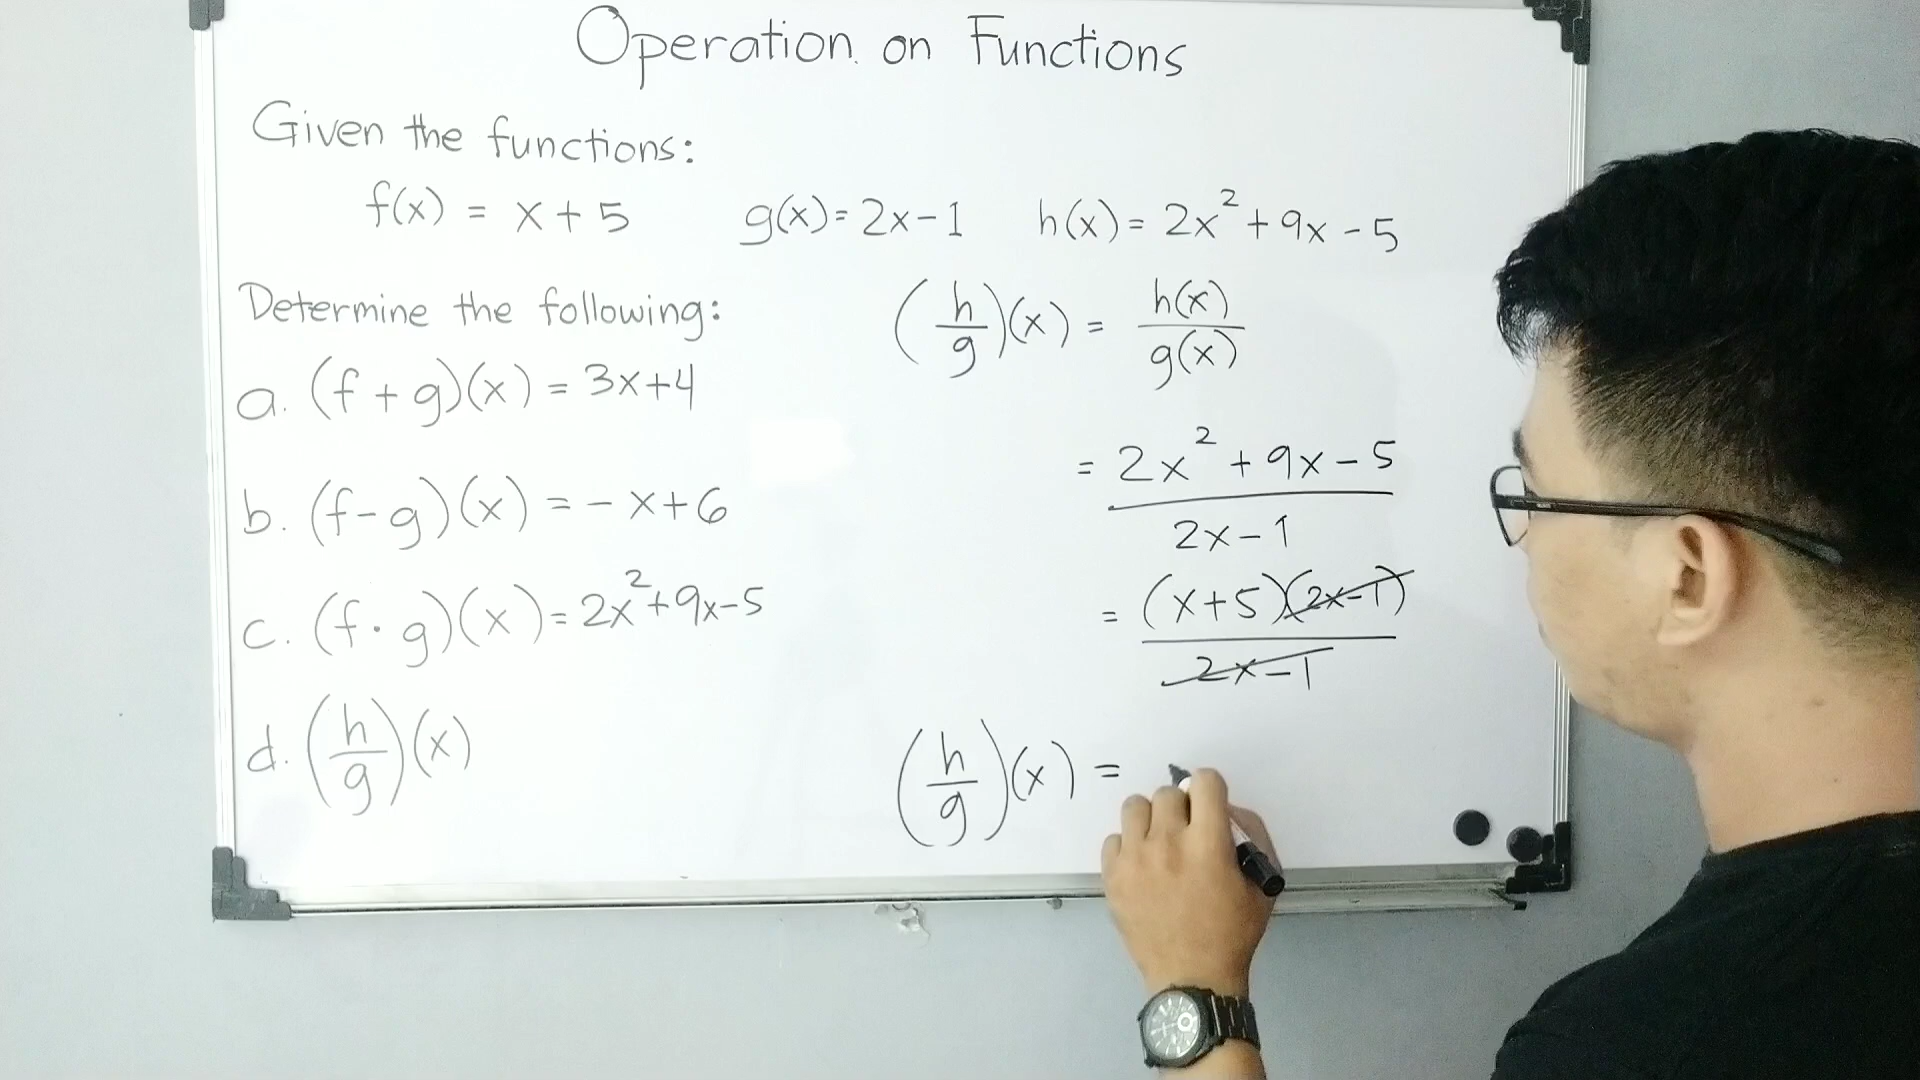 Operation on Functions
Given the functions:
f(x) = x + 5 g(x) = 2x - 1 h(x) = 2x² + 9x - 5
Determine the following:
a. (f + g)(x) = 3x + 4
b. (f - g)(x) = - x + 6
c. (f · g)(x) = 2x² + 9x - 5
d. (h/g)(x)
(h/g)(x) = h(x)/g(x)
= 2x² + 9x - 5
2x - 1
= (x + 5)(2x - 1)
2x - 1
(h/g)(x) =